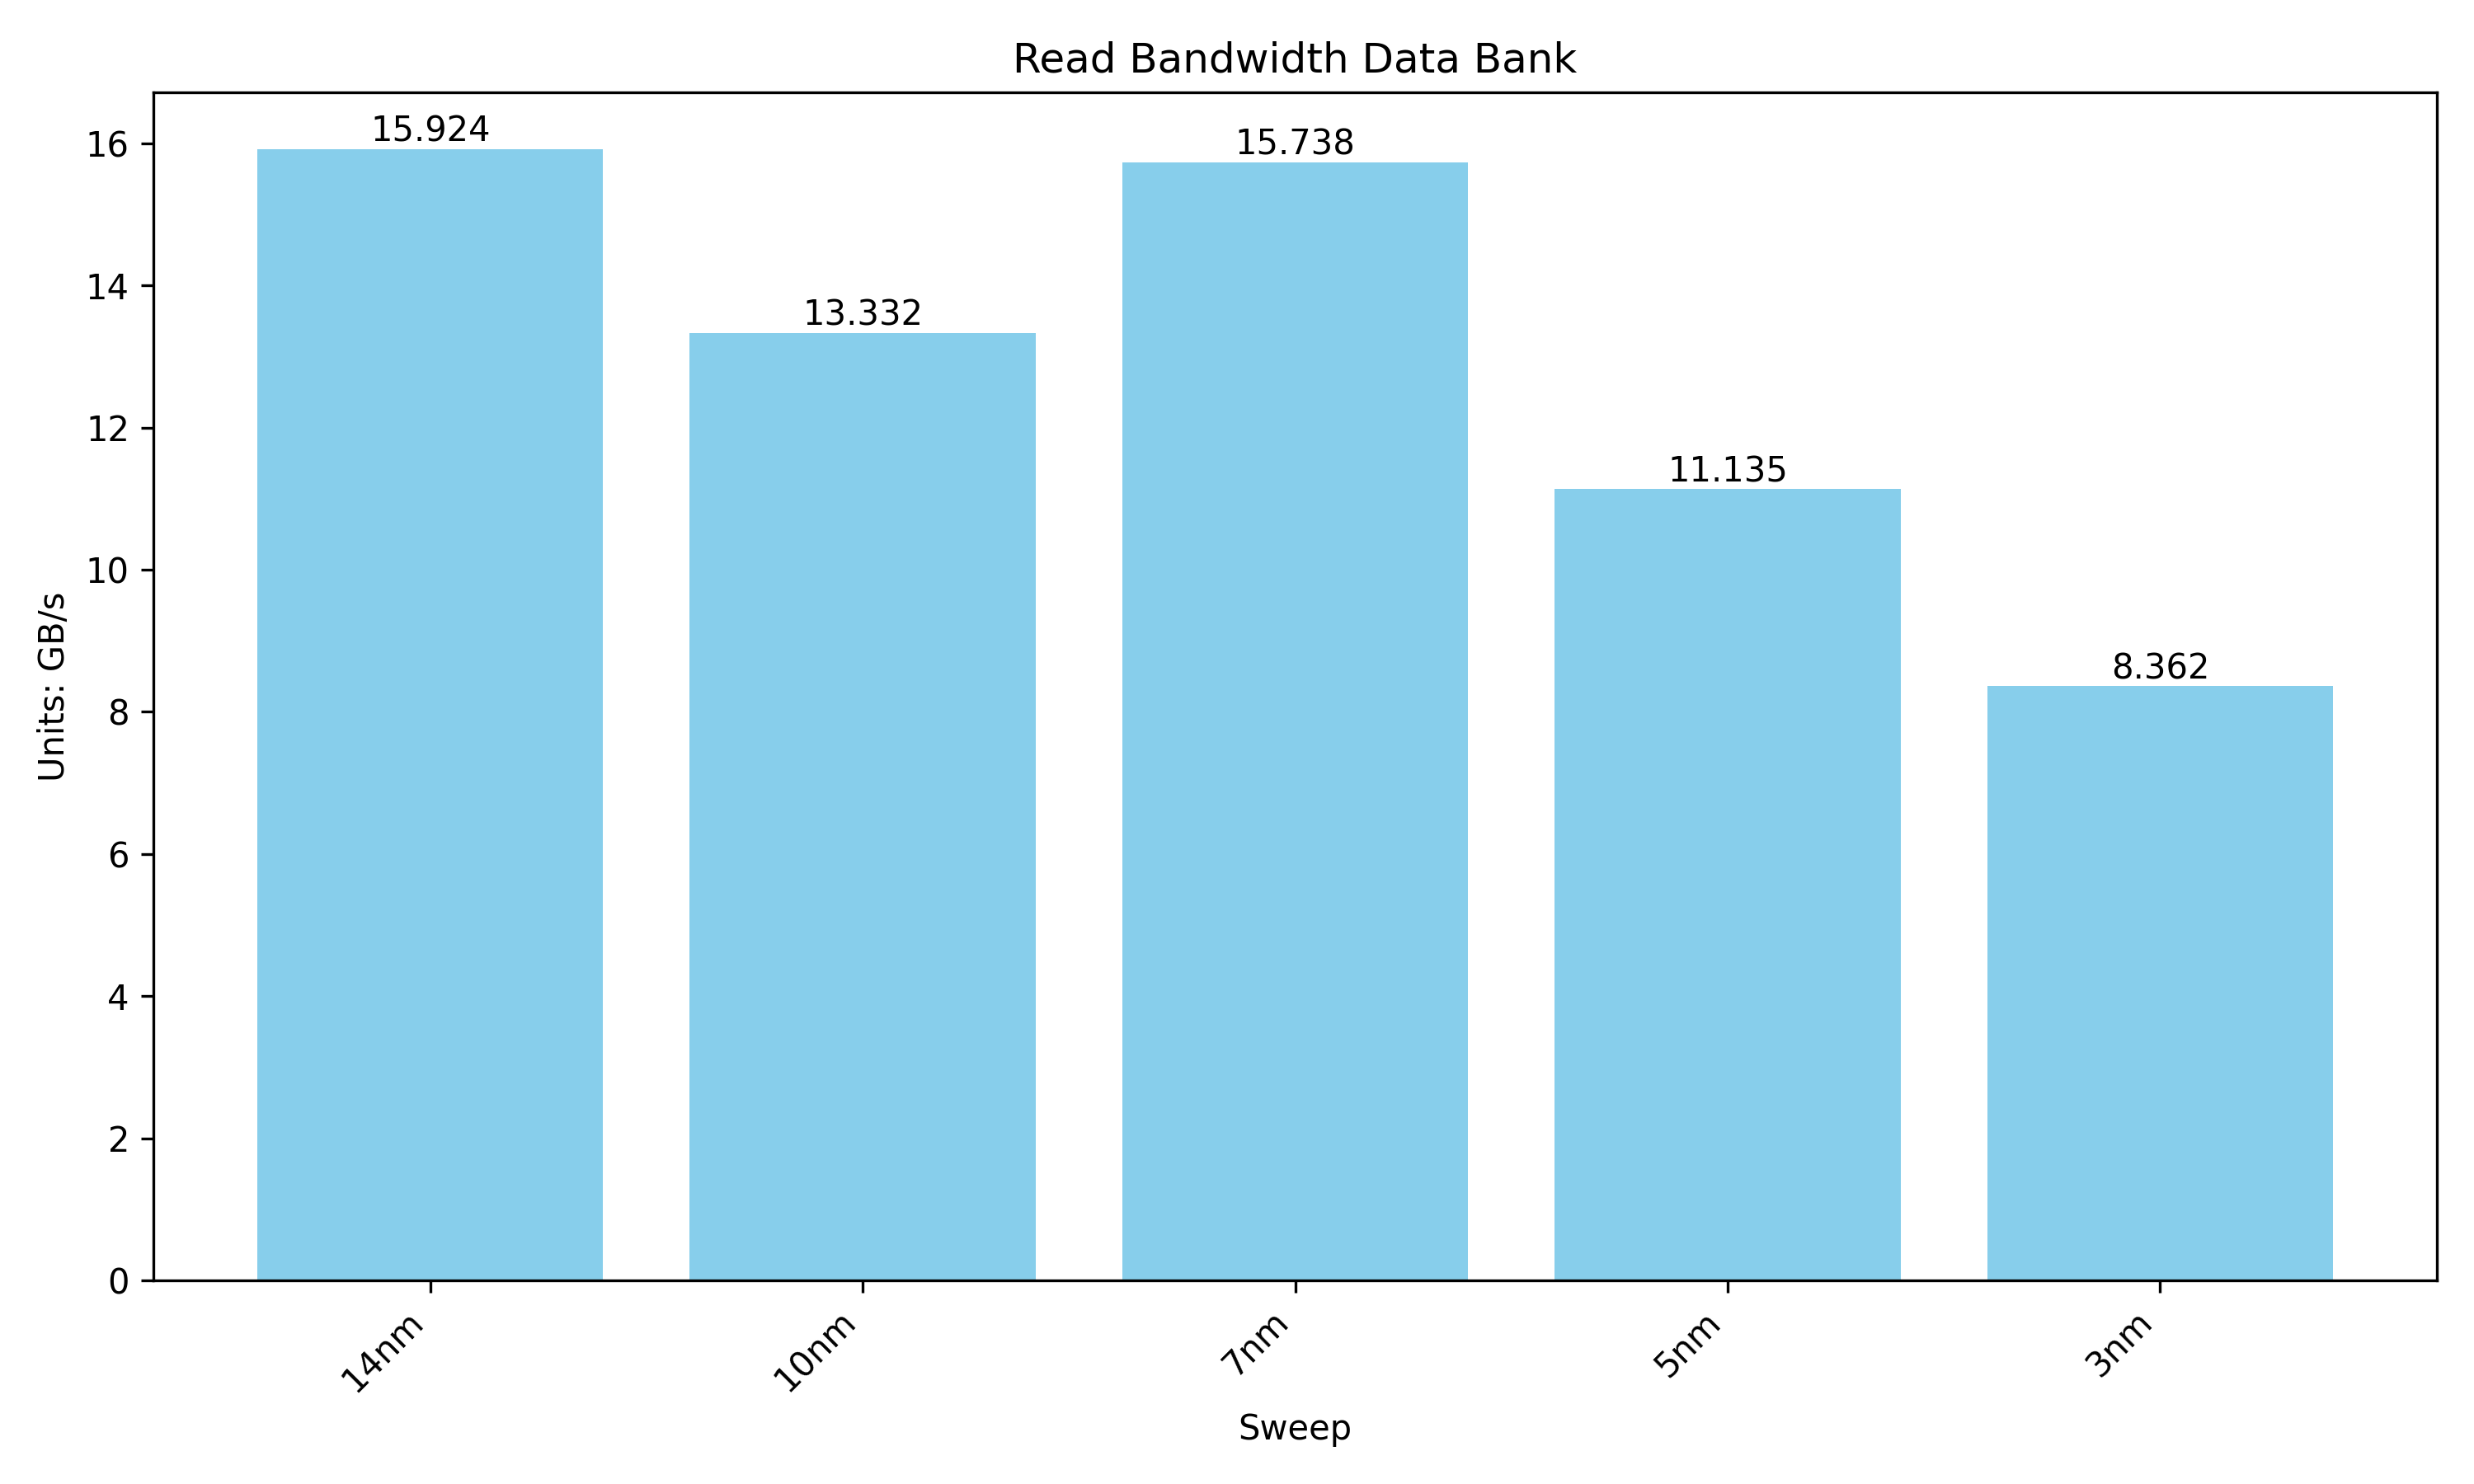 Read Bandwidth Data Bank
Units: GB/s
16
14
12
10
8
6
4
2
0
15.924
13.332
15.738
11.135
8.362
14nm
10nm
7nm
5nm
3nm
Sweep